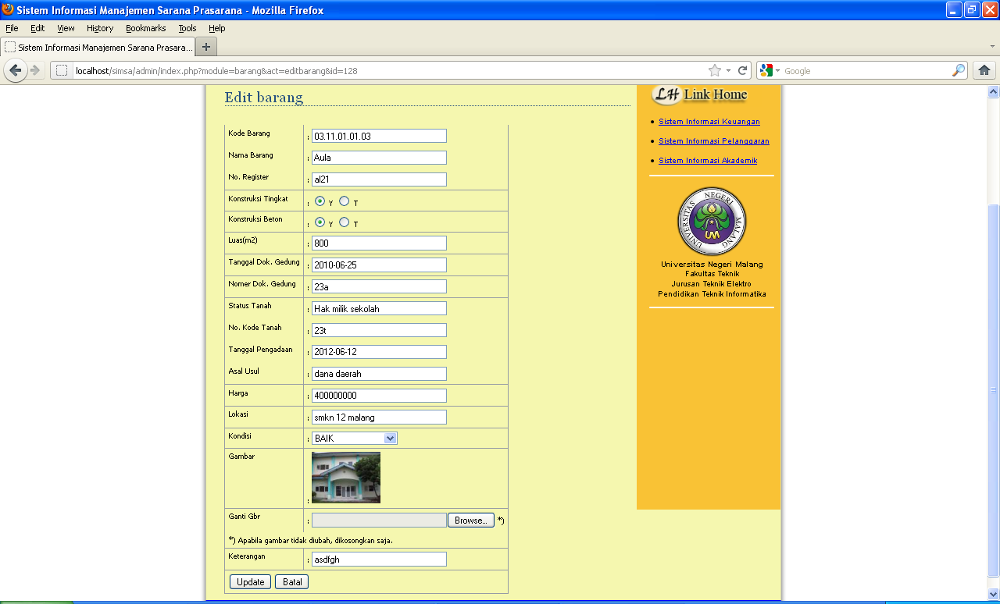 Sistem Informasi Manajemen Sarana Prasarana - Mozilla Firefox
File Edit View History Bookmarks Tools Help
Sistem Informasi Manajemen Sarana Prasara...
localhost/simsa/admin/index.php?module=barang&act=editbarang&id=128
Google
Edit barang
Kode Barang : 03.11.01.01.03
Nama Barang : Aula
No. Register : al21
Konstruksi Tingkat : Y T
Konstruksi Beton : Y T
Luas(m2) : 800
Tanggal Dok. Gedung : 2010-06-25
Nomer Dok. Gedung : 23a
Status Tanah : Hak milik sekolah
No. Kode Tanah : 23t
Tanggal Pengadaan : 2012-06-12
Asal Usul : dana daerah
Harga : 400000000
Lokasi : smkn 12 malang
Kondisi : BAIK
Gambar :
Ganti Gbr : Browse... *)
*) Apabila gambar tidak diubah, dikosongkan saja.
Keterangan : asdfgh
Update Batal
LH Link Home
Sistem Informasi Keuangan
Sistem Informasi Pelanggaran
Sistem Informasi Akademik
UNIVERSITAS NEGERI MALANG
UM
Universitas Negeri Malang
Fakultas Teknik
Jurusan Teknik Elektro
Pendidikan Teknik Informatika